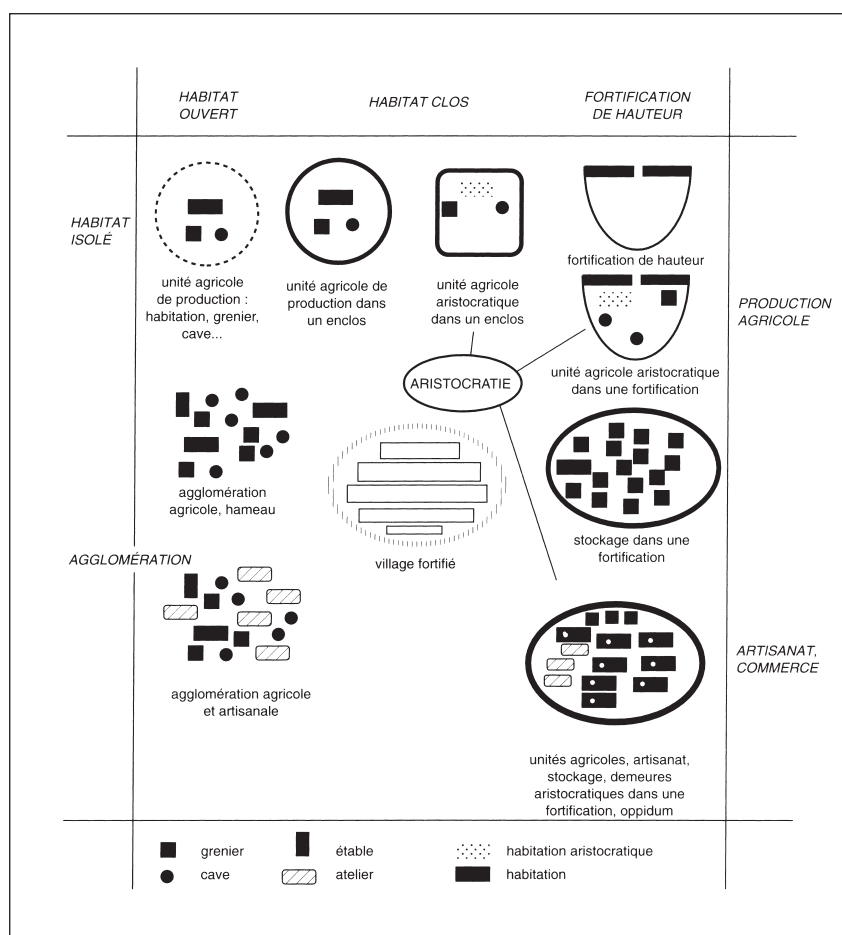 HABITAT
OUVERT
HABITAT CLOS
FORTIFICATION
DE HAUTEUR
HABITAT
ISOLÉ
unité agricole
de production :
habitation, grenier,
cave...
unité agricole de
production dans
un enclos
unité agricole
aristocratique
dans un enclos
fortification de hauteur
PRODUCTION
AGRICOLE
unité agricole aristocratique
dans une fortification
ARISTOCRATIE
agglomération
agricole, hameau
village fortifié
stockage dans une
fortification
AGGLOMÉRATION
agglomération agricole
et artisanale
ARTISANAT,
COMMERCE
unités agricoles, artisanat,
stockage, demeures
aristocratiques dans une
fortification, oppidum
grenier
étable
habitation aristocratique
cave
atelier
habitation